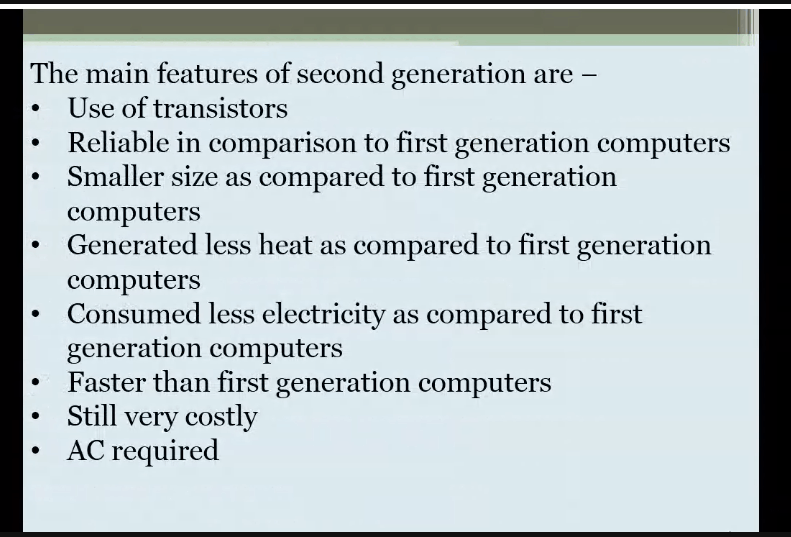 The main features of second generation are –
• Use of transistors
• Reliable in comparison to first generation computers
• Smaller size as compared to first generation
computers
• Generated less heat as compared to first generation
computers
• Consumed less electricity as compared to first
generation computers
• Faster than first generation computers
• Still very costly
• AC required